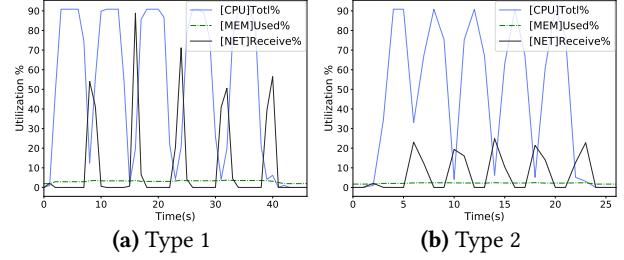 [CPU]Totl%
[MEM]Used%
[NET]Receive%
Utilization %
90
80
70
60
50
40
30
20
10
0
0 10 20 30 40
Time(s)
(a) Type 1
[CPU]Totl%
[MEM]Used%
[NET]Receive%
Utilization %
90
80
70
60
50
40
30
20
10
0
0 5 10 15 20 25
Time(s)
(b) Type 2